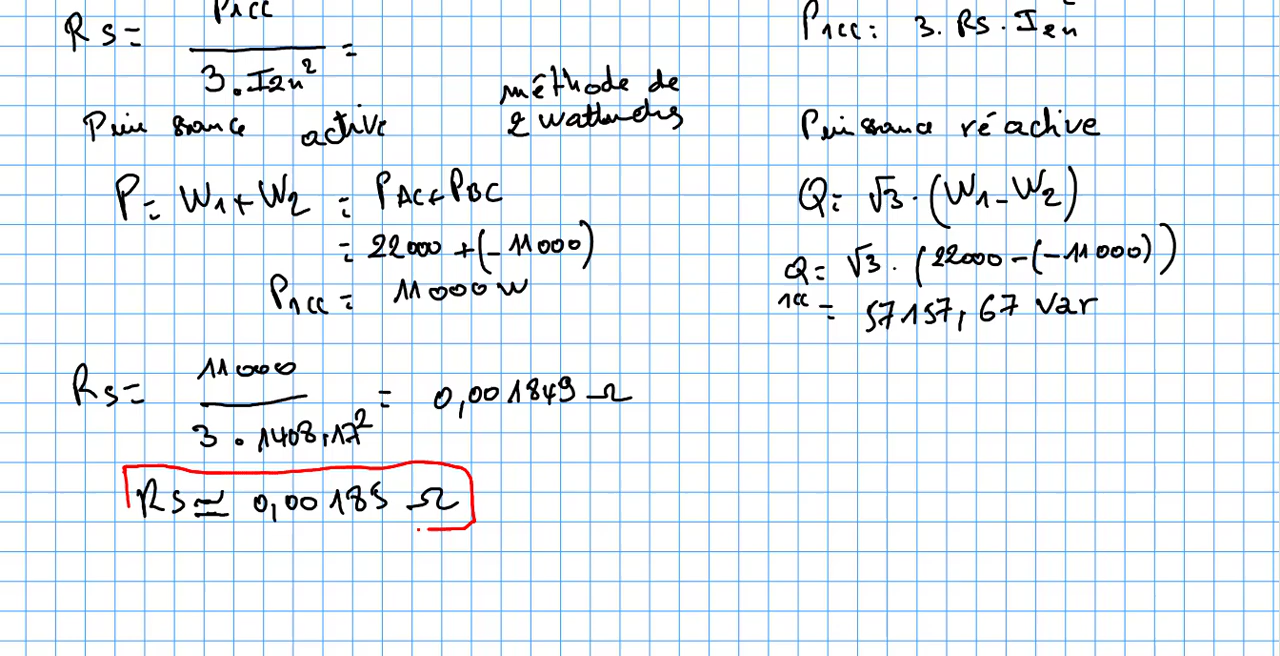 P1cc
Rs = ――― =
3.I2n²
P1cc: 3. Rs. I2n²
Puissance active
méthode de
2 wattmètres
Puissance réactive
P = W1 + W2 = PAC + PBC
= 22000 + (-11000)
P1cc = 11000 W
Q = √3 . (W1 - W2)
Q1cc = √3 . (22000 - (-11000))
= 57157,67 var
11000
Rs = ――― = 0,001849 Ω
3 . 1408,17²
Rs ≃ 0,00185 Ω